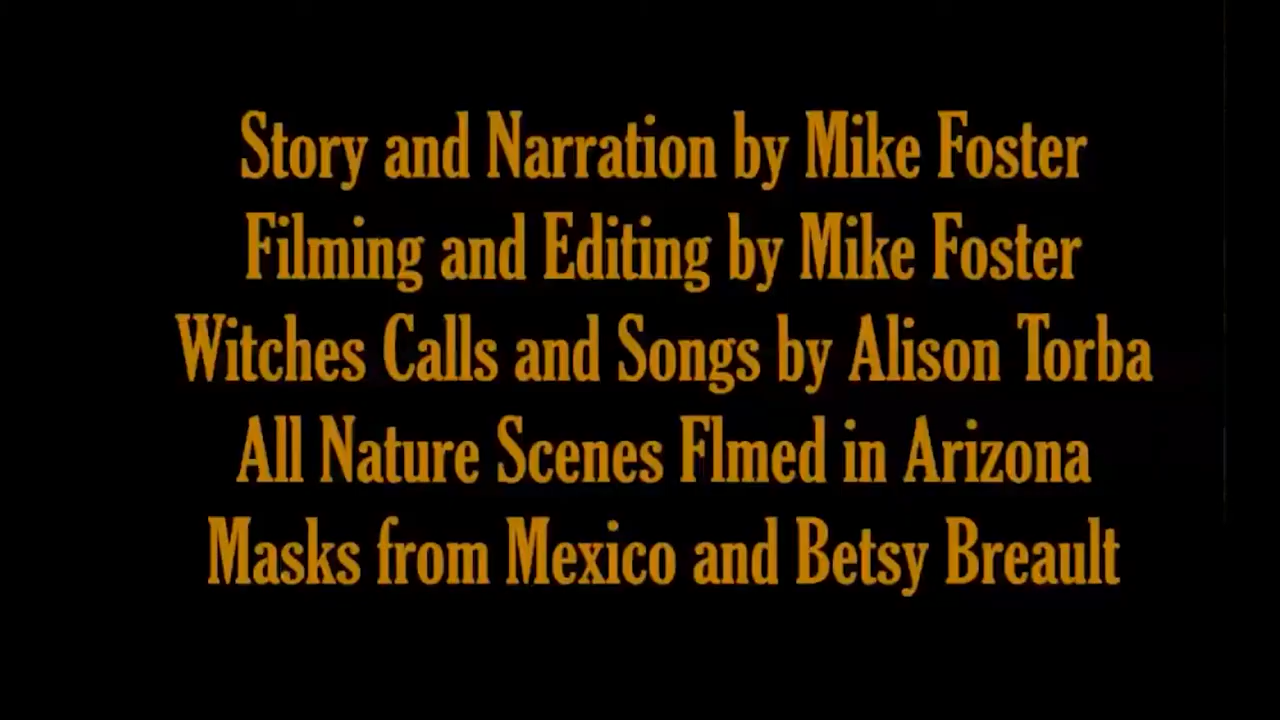 Story and Narration by Mike Foster
Filming and Editing by Mike Foster
Witches Calls and Songs by Alison Torba
All Nature Scenes Flmed in Arizona
Masks from Mexico and Betsy Breault